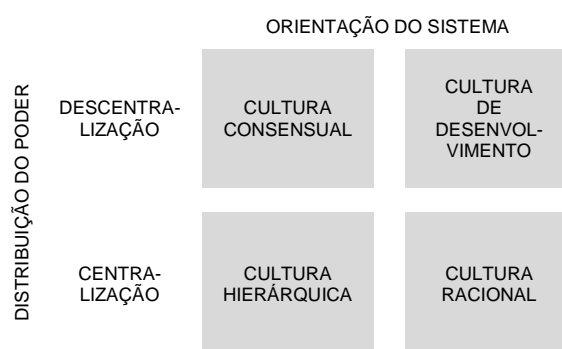 ORIENTAÇÃO DO SISTEMA
DISTRIBUIÇÃO DO PODER
DESCENTRA-
LIZAÇÃO
CULTURA
CONSENSUAL
CULTURA
DE
DESENVOL-
VIMENTO
CENTRA-
LIZAÇÃO
CULTURA
HIERÁRQUICA
CULTURA
RACIONAL